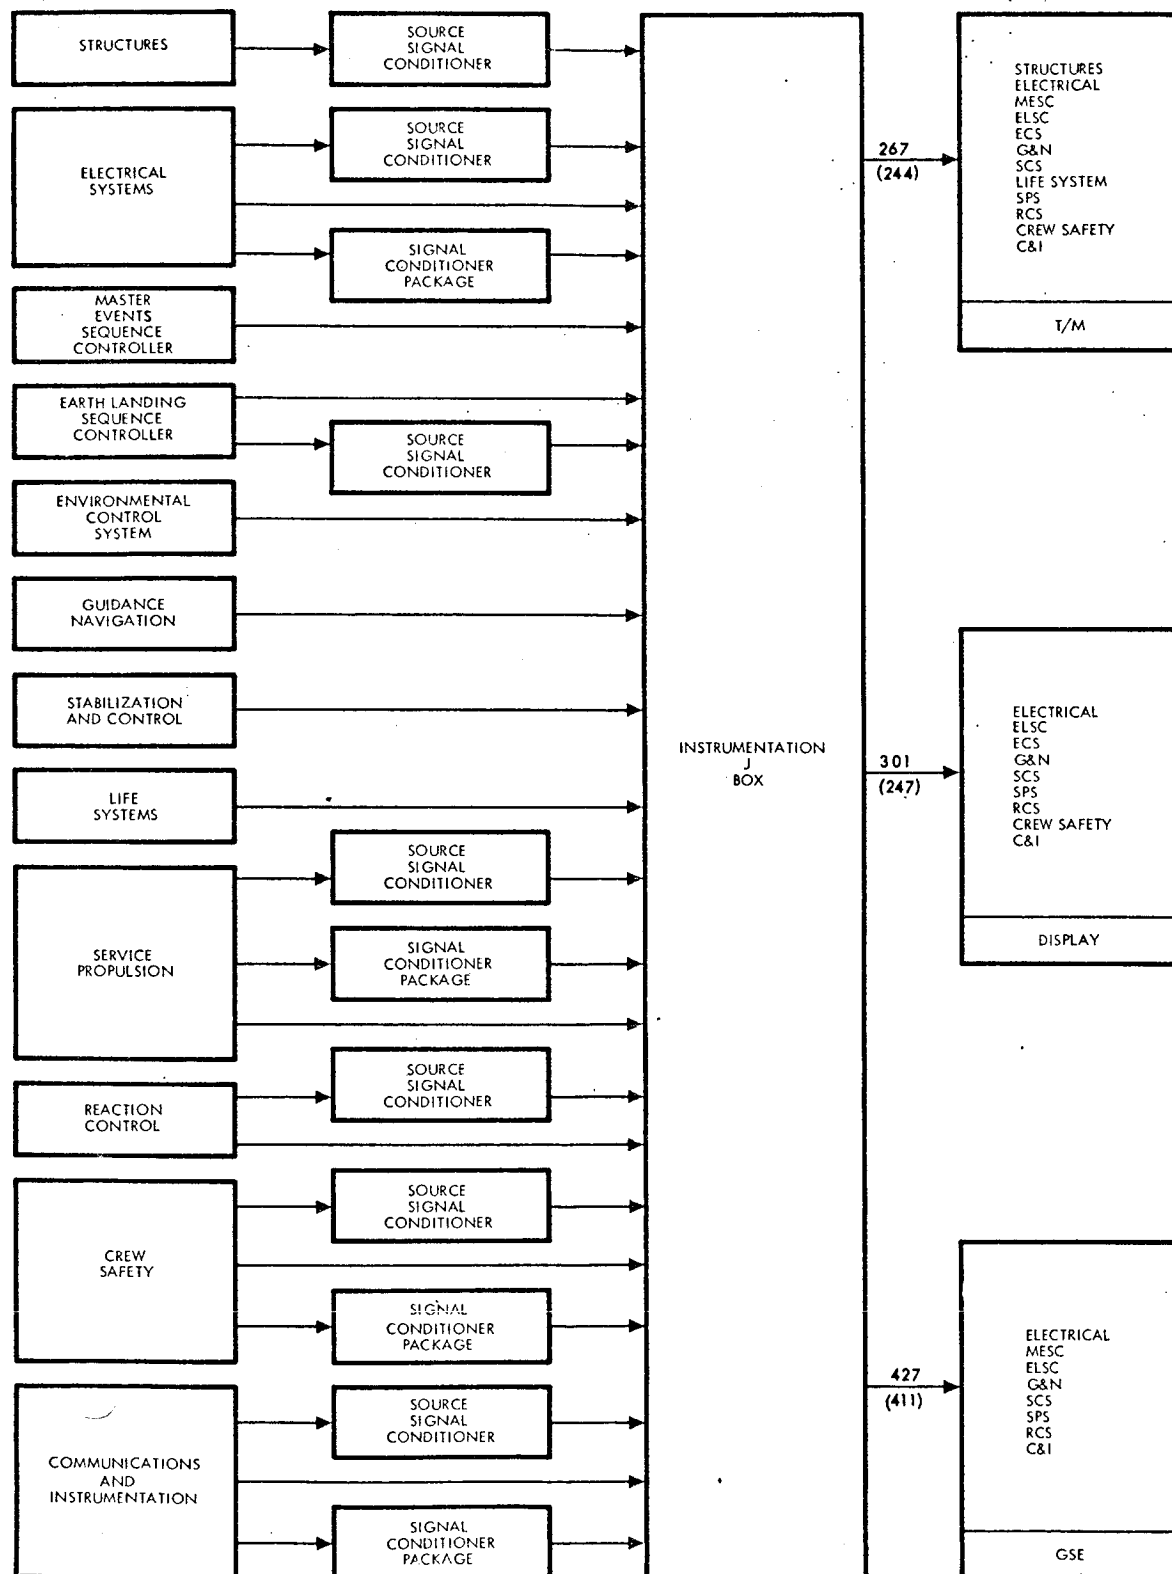 STRUCTURES
SOURCE
SIGNAL
CONDITIONER
ELECTRICAL
SYSTEMS
SOURCE
SIGNAL
CONDITIONER
SIGNAL
CONDITIONER
PACKAGE
MASTER
EVENTS
SEQUENCE
CONTROLLER
EARTH LANDING
SEQUENCE
CONTROLLER
SOURCE
SIGNAL
CONDITIONER
ENVIRONMENTAL
CONTROL
SYSTEM
GUIDANCE
NAVIGATION
STABILIZATION
AND CONTROL
LIFE
SYSTEMS
SERVICE
PROPULSION
SOURCE
SIGNAL
CONDITIONER
SIGNAL
CONDITIONER
PACKAGE
REACTION
CONTROL
SOURCE
SIGNAL
CONDITIONER
CREW
SAFETY
SOURCE
SIGNAL
CONDITIONER
SIGNAL
CONDITIONER
PACKAGE
COMMUNICATIONS
AND
INSTRUMENTATION
SOURCE
SIGNAL
CONDITIONER
SIGNAL
CONDITIONER
PACKAGE
INSTRUMENTATION
J
BOX
267
(244)
STRUCTURES
ELECTRICAL
MESC
ELSC
ECS
G&N
SCS
LIFE SYSTEM
SPS
RCS
CREW SAFETY
C&I
T/M
301
(247)
ELECTRICAL
ELSC
ECS
G&N
SCS
SPS
RCS
CREW SAFETY
C&I
DISPLAY
427
(411)
ELECTRICAL
MESC
ELSC
G&N
SCS
SPS
RCS
C&I
GSE